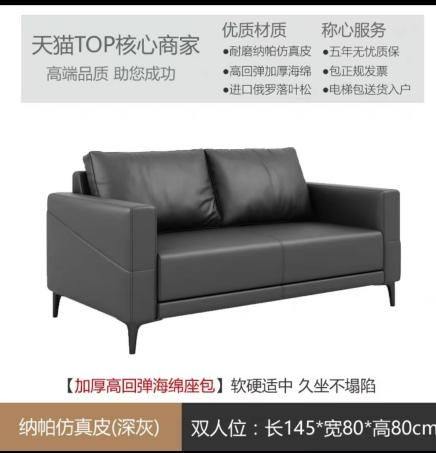 天猫TOP核心商家
高端品质 助您成功
优质材质
●耐磨纳帕仿真皮
●高回弹加厚海绵
●进口俄罗落叶松
称心服务
●五年无忧质保
●包正规发票
●电梯包送货入户
【加厚高回弹海绵座包】软硬适中 久坐不塌陷
纳帕仿真皮(深灰)
双人位：长145*宽80*高80cm